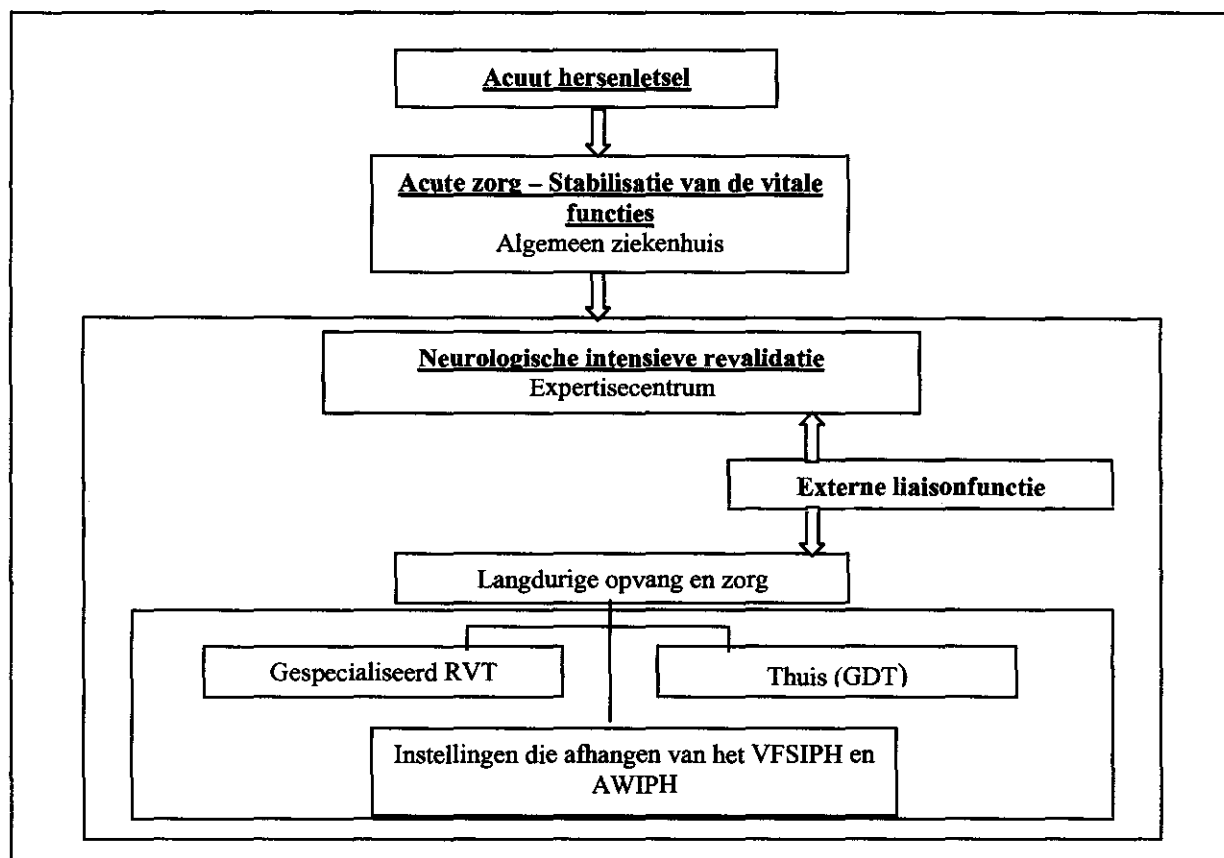 Acuut hersenletsel
Acute zorg – Stabilisatie van de vitale
functies
Algemeen ziekenhuis
Neurologische intensieve revalidatie
Expertisecentrum
Externe liaisonfunctie
Langdurige opvang en zorg
Gespecialiseerd RVT
Thuis (GDT)
Instellingen die afhangen van het VFSIPH en
AWIPH